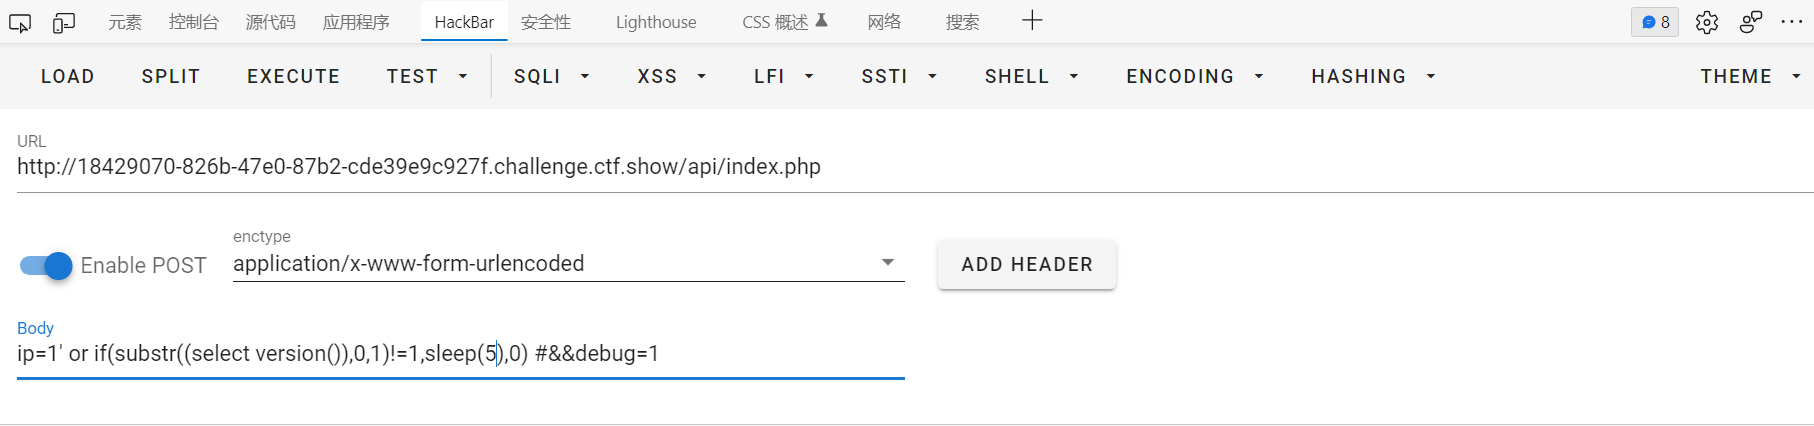 元素 控制台 源代码 应用程序 HackBar 安全性 Lighthouse CSS 概述 网络 搜索 8
LOAD SPLIT EXECUTE TEST SQLI XSS LFI SSTI SHELL ENCODING HASHING THEME
URL
http://18429070-826b-47e0-87b2-cde39e9c927f.challenge.ctf.show/api/index.php
enctype
Enable POST application/x-www-form-urlencoded ADD HEADER
Body
ip=1' or if(substr((select version()),0,1)!=1,sleep(5),0) #&&debug=1